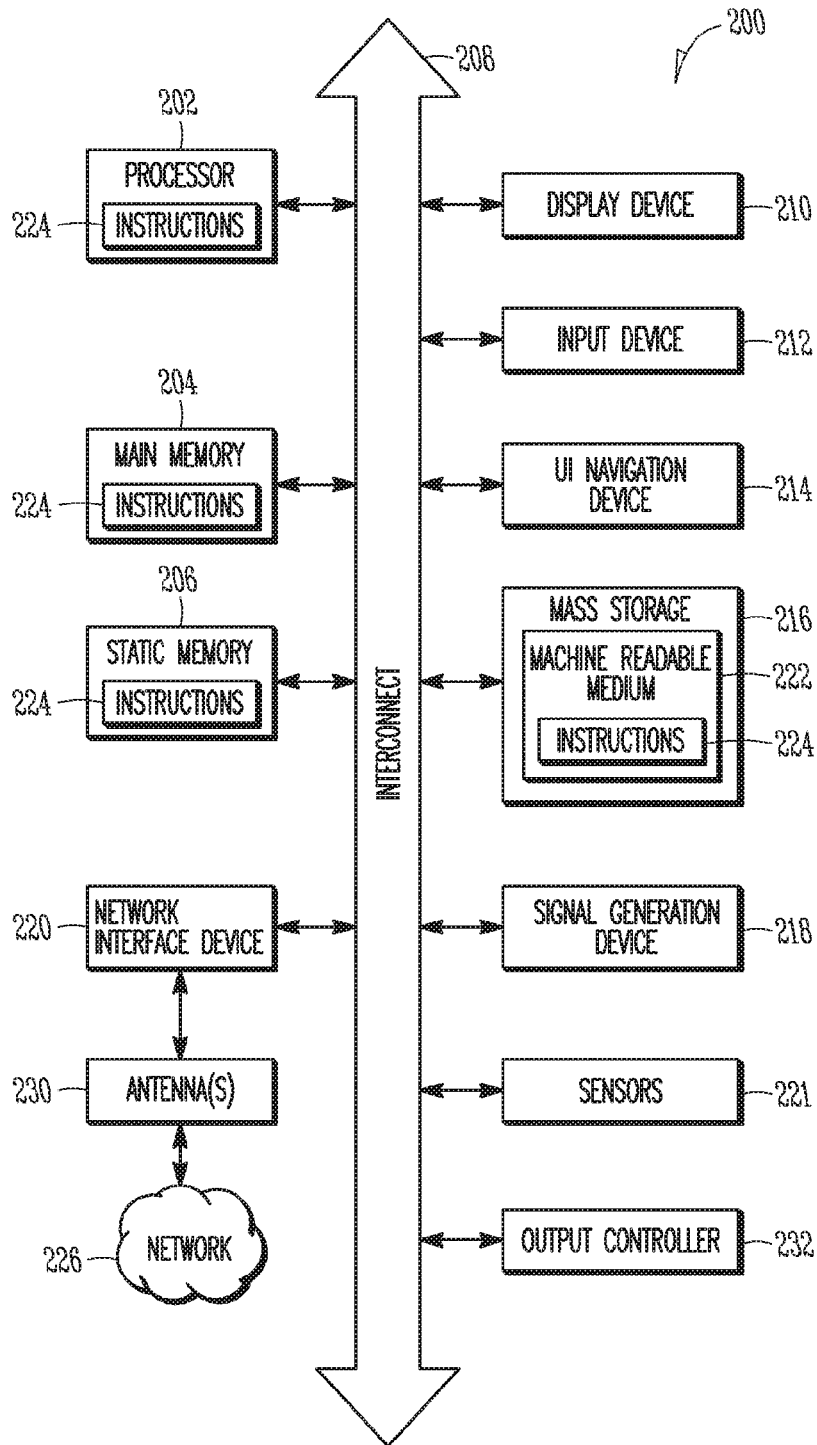 200
208
202
PROCESSOR
224
INSTRUCTIONS
DISPLAY DEVICE
210
INPUT DEVICE
212
204
MAIN MEMORY
224
INSTRUCTIONS
UI NAVIGATION
DEVICE
214
206
STATIC MEMORY
224
INSTRUCTIONS
MASS STORAGE
216
MACHINE READABLE
MEDIUM
222
INSTRUCTIONS
224
INTERCONNECT
220
NETWORK
INTERFACE DEVICE
SIGNAL GENERATION
DEVICE
218
230
ANTENNA(S)
SENSORS
221
226
NETWORK
OUTPUT CONTROLLER
232